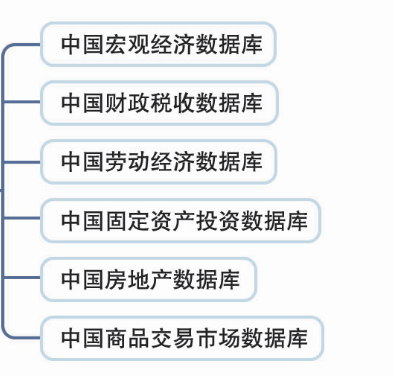 中国宏观经济数据库
中国财政税收数据库
中国劳动经济数据库
中国固定资产投资数据库
中国房地产数据库
中国商品交易市场数据库